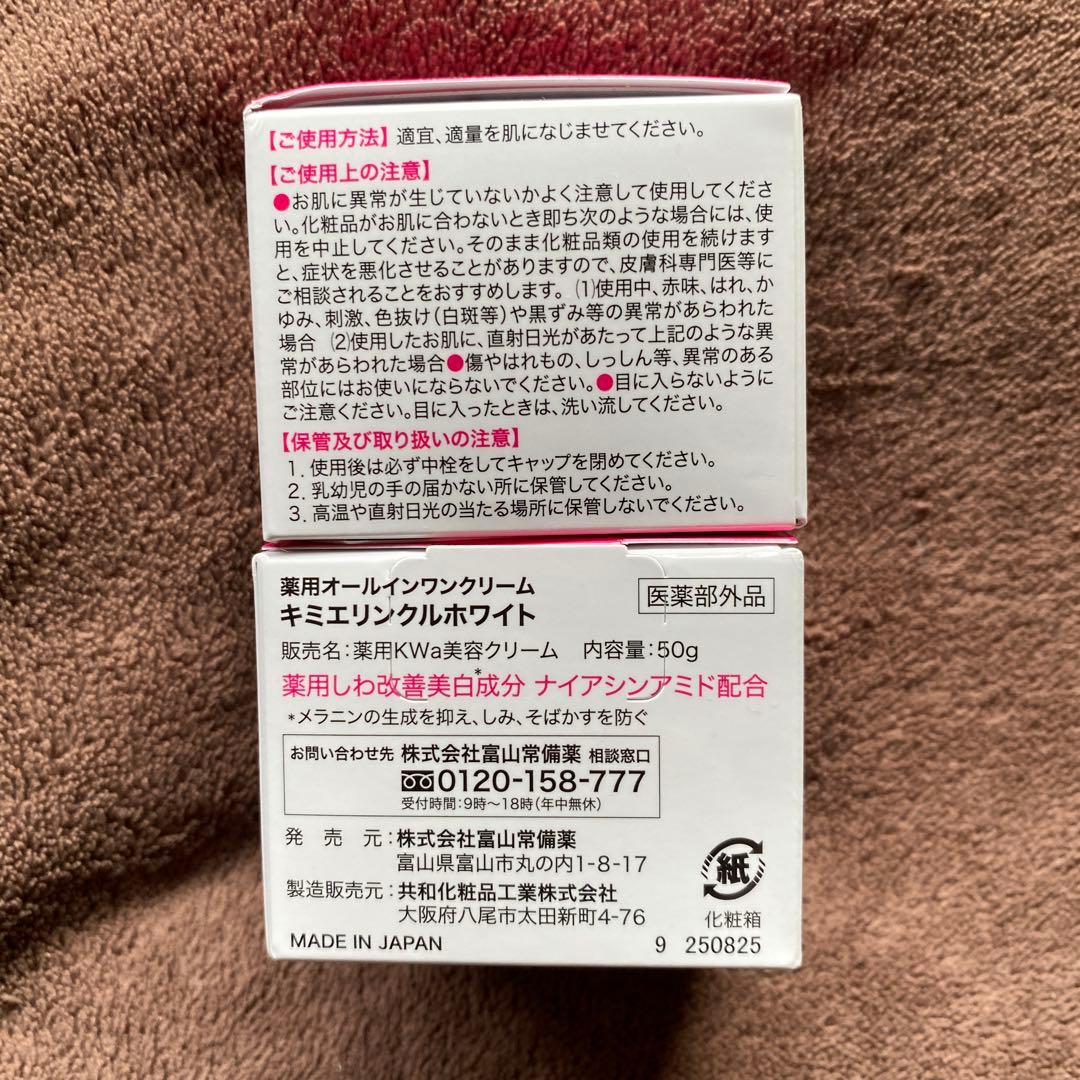 【ご使用方法】適宜、適量を肌になじませてください。
【ご使用上の注意】
●お肌に異常が生じていないかよく注意して使用してくださ
い。化粧品がお肌に合わないとき即ち次のような場合には、使
用を中止してください。そのまま化粧品類の使用を続けます
と、症状を悪化させることがありますので、皮膚科専門医等に
ご相談されることをおすすめします。⑴使用中、赤味、はれ、か
ゆみ、刺激、色抜け(白斑等)や黒ずみ等の異常があらわれた
場合 ⑵使用したお肌に、直射日光があたって上記のような異
常があらわれた場合●傷やはれもの、しっしん等、異常のある
部位にはお使いにならないでください。●目に入らないように
ご注意ください。目に入ったときは、洗い流してください。
【保管及び取り扱いの注意】
1. 使用後は必ず中栓をしてキャップを閉めてください。
2. 乳幼児の手の届かない所に保管してください。
3. 高温や直射日光の当たる場所に保管しないでください。
薬用オールインワンクリーム
キミエリンクルホワイト
医薬部外品
販売名:薬用KWa美容クリーム 内容量:50g
薬用しわ改善美白*成分 ナイアシンアミド配合
*メラニンの生成を抑え、しみ、そばかすを防ぐ
お問い合わせ先 株式会社富山常備薬 相談窓口
0120-158-777
受付時間:9時〜18時(年中無休)
発売元:株式会社富山常備薬
富山県富山市丸の内1-8-17
製造販売元:共和化粧品工業株式会社
大阪府八尾市太田新町4-76
紙
化粧箱
MADE IN JAPAN
9 250825